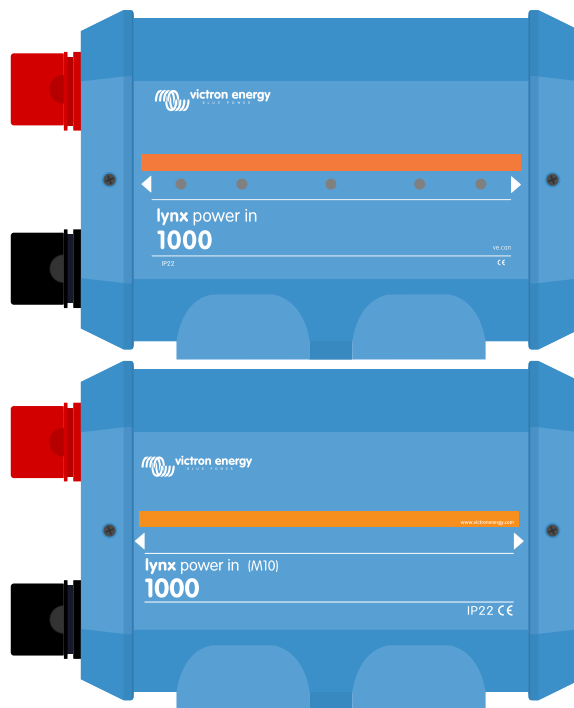 victron energy
BLUE POWER
lynx power in
1000
ve.can
IP22 CE
victron energy
BLUE POWER
www.victronenergy.com
lynx power in (M10)
1000
IP22 CE